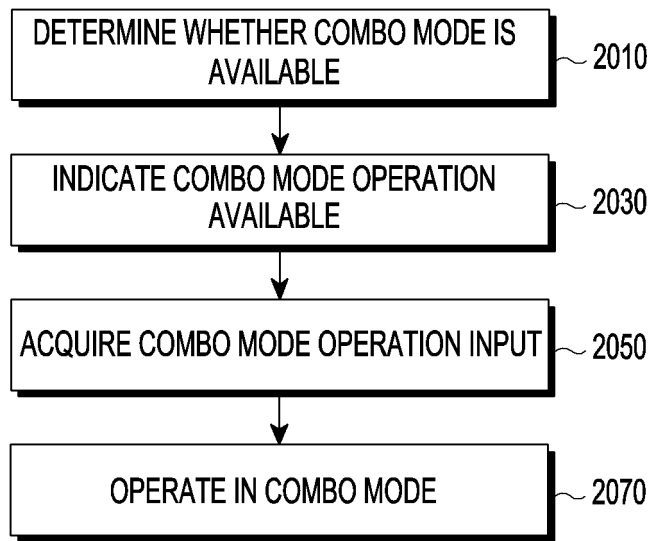 DETERMINE WHETHER COMBO MODE IS
AVAILABLE
2010
INDICATE COMBO MODE OPERATION
AVAILABLE
2030
ACQUIRE COMBO MODE OPERATION INPUT
2050
OPERATE IN COMBO MODE
2070